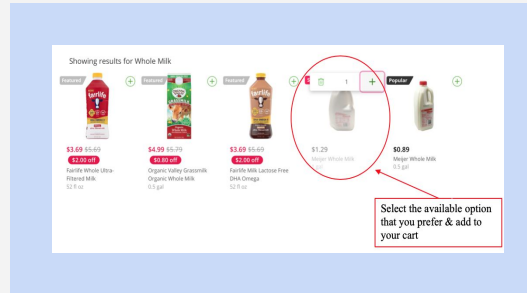 Showing results for Whole Milk
Featured
Featured
Featured
1
Popular
fairlife
$3.69 $5.69
$4.99 $5.79
$3.69 $5.69
$1.29
$0.89
$2.00 off
$0.80 off
$2.00 off
Meijer Whole Milk
Meijer Whole Milk
Fairlife Whole Ultra-
Filtered Milk
52 fl oz
Organic Valley Grassmilk
Organic Whole Milk
0.5 gal
Fairlife Milk Lactose Free
DHA Omega
52 fl oz
0.5 gal
Select the available option
that you prefer & add to
your cart